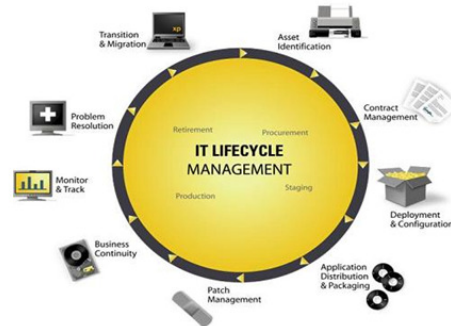 Transition
& Migration
xp
Asset
Identification
Contract
Management
Deployment
& Configuration
Application
Distribution
& Packaging
Patch
Management
Business
Continuity
Monitor
& Track
Problem
Resolution
Retirement
Procurement
IT LIFECYCLE
MANAGEMENT
Production
Staging